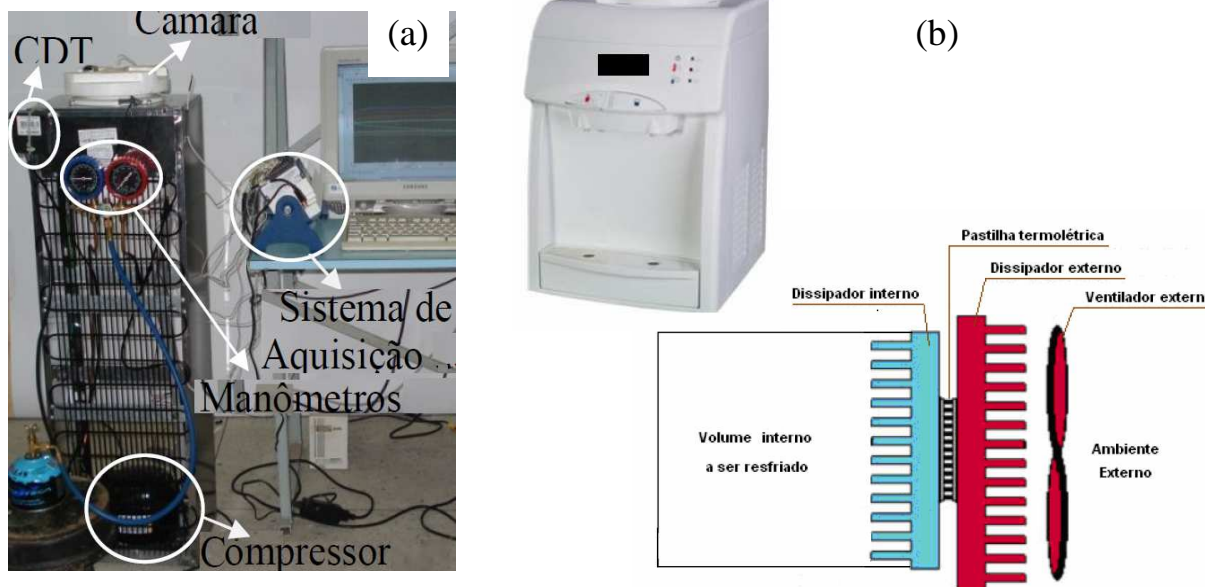 Câmara
CDT
(a)
Sistema de
Aquisição
Manômetros
Compressor
(b)
Pastilha termolétrica
Dissipador externo
Dissipador interno
Ventilador extern
Volume interno
a ser resfriado
Ambiente
Externo